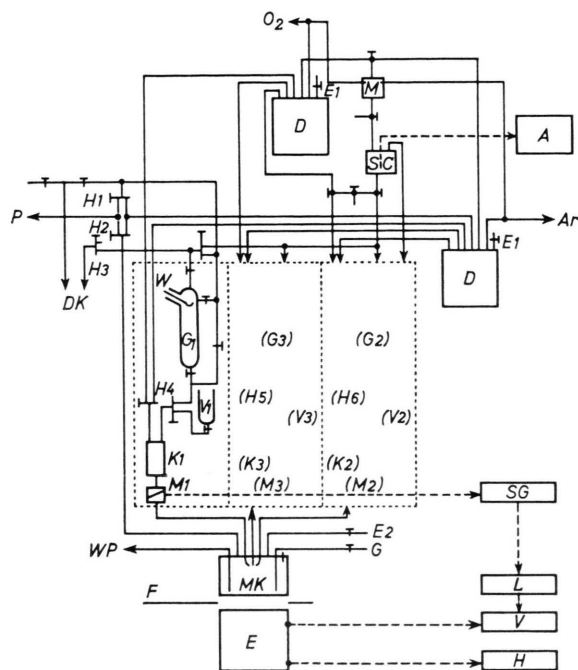 O2
E1
M
D
SiC
A
H1
P
H2
Ar
H3
E1
D
DK
W
G1
(G3)
(G2)
H4
V1
(H5)
(H6)
(V3)
(V2)
K1
(K3)
(K2)
M1
(M3)
(M2)
SG
E2
WP
G
MK
L
F
E
V
H